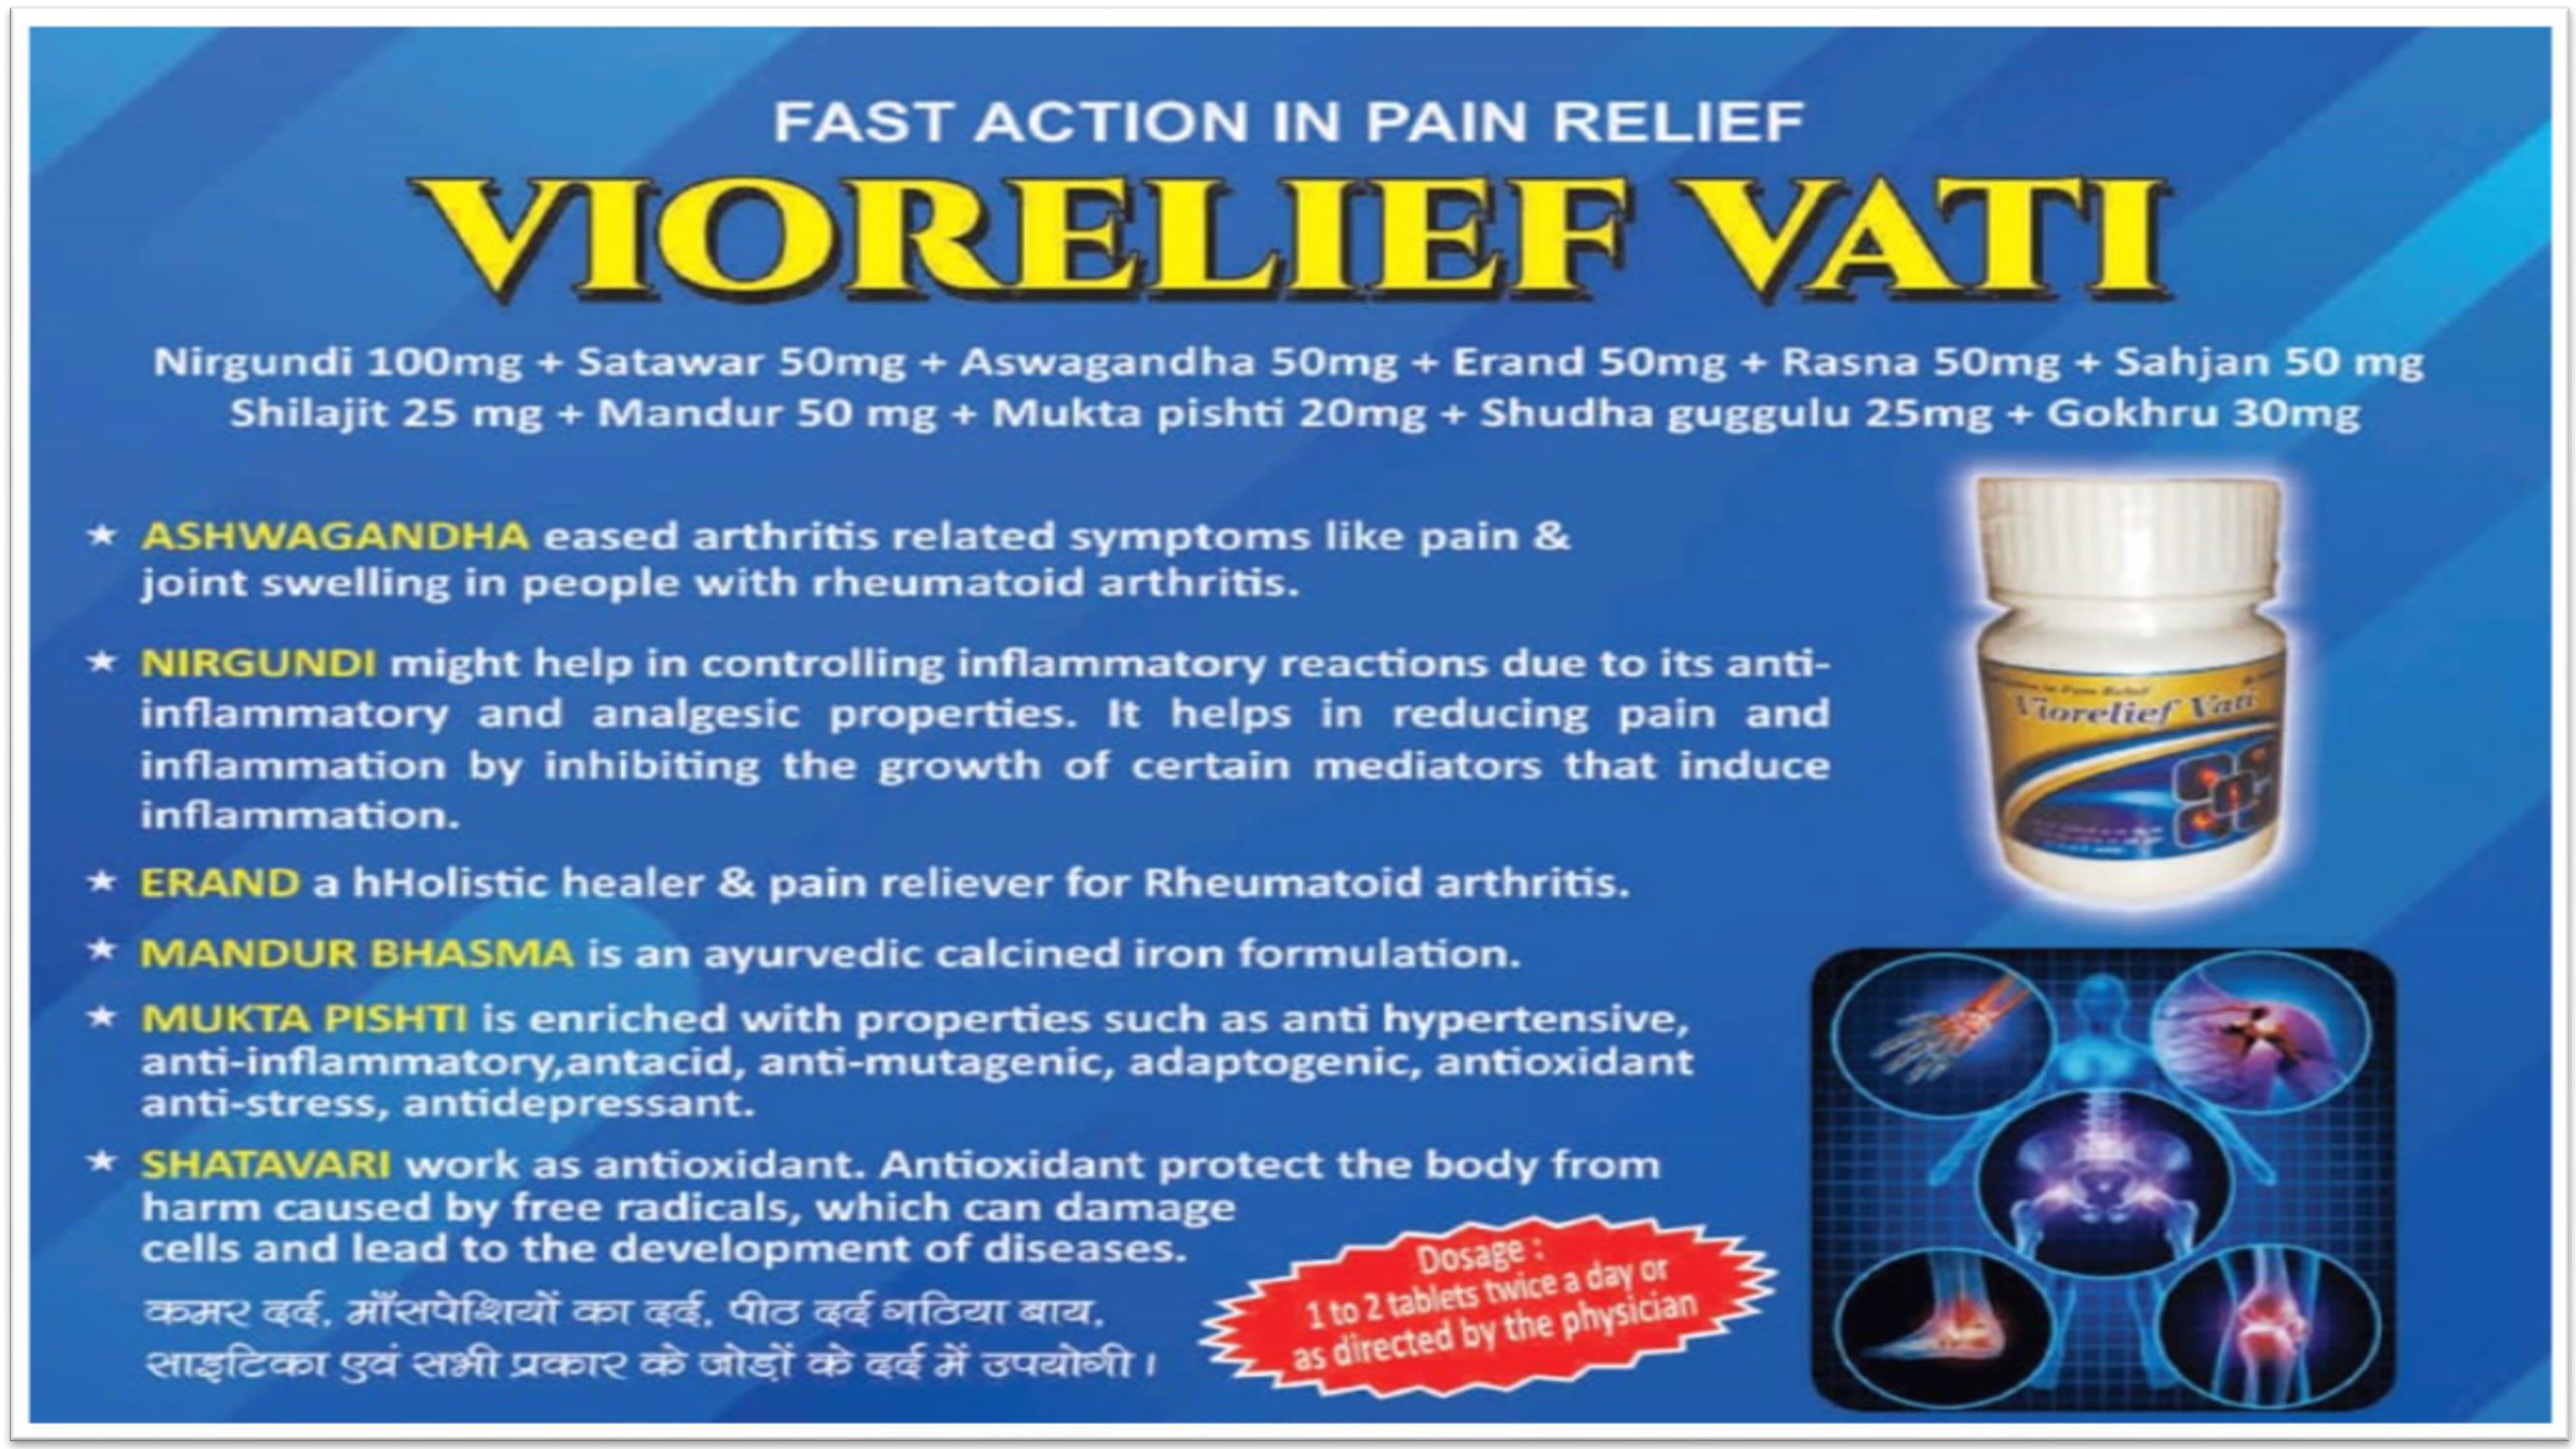 FAST ACTION IN PAIN RELIEF
VIORELIEF VATI
Nirgundi 100mg + Satawar 50mg + Aswagandha 50mg + Erand 50mg + Rasna 50mg + Sahjan 50 mg
Shilajit 25 mg + Mandur 50 mg + Mukta pishti 20mg + Shudha guggulu 25mg + Gokhru 30mg
★ ASHWAGANDHA eased arthritis related symptoms like pain &
joint swelling in people with rheumatoid arthritis.
★ NIRGUNDI might help in controlling inflammatory reactions due to its anti-
inflammatory and analgesic properties. It helps in reducing pain and
inflammation by inhibiting the growth of certain mediators that induce
inflammation.
★ ERAND a hHolistic healer & pain reliever for Rheumatoid arthritis.
★ MANDUR BHASMA is an ayurvedic calcined iron formulation.
★ MUKTA PISHTI is enriched with properties such as anti hypertensive,
anti-inflammatory,antacid, anti-mutagenic, adaptogenic, antioxidant
anti-stress, antidepressant.
★ SHATAVARI work as antioxidant. Antioxidant protect the body from
harm caused by free radicals, which can damage
cells and lead to the development of diseases.
कमर दर्द, माँसपेशियों का दर्द, पीठ दर्द गठिया बाय,
साइटिका एवं सभी प्रकार के जोड़ों के दर्द में उपयोगी ।
Dosage :
1 to 2 tablets twice a day or
as directed by the physician
in Pain Relief
Viorelief Vati